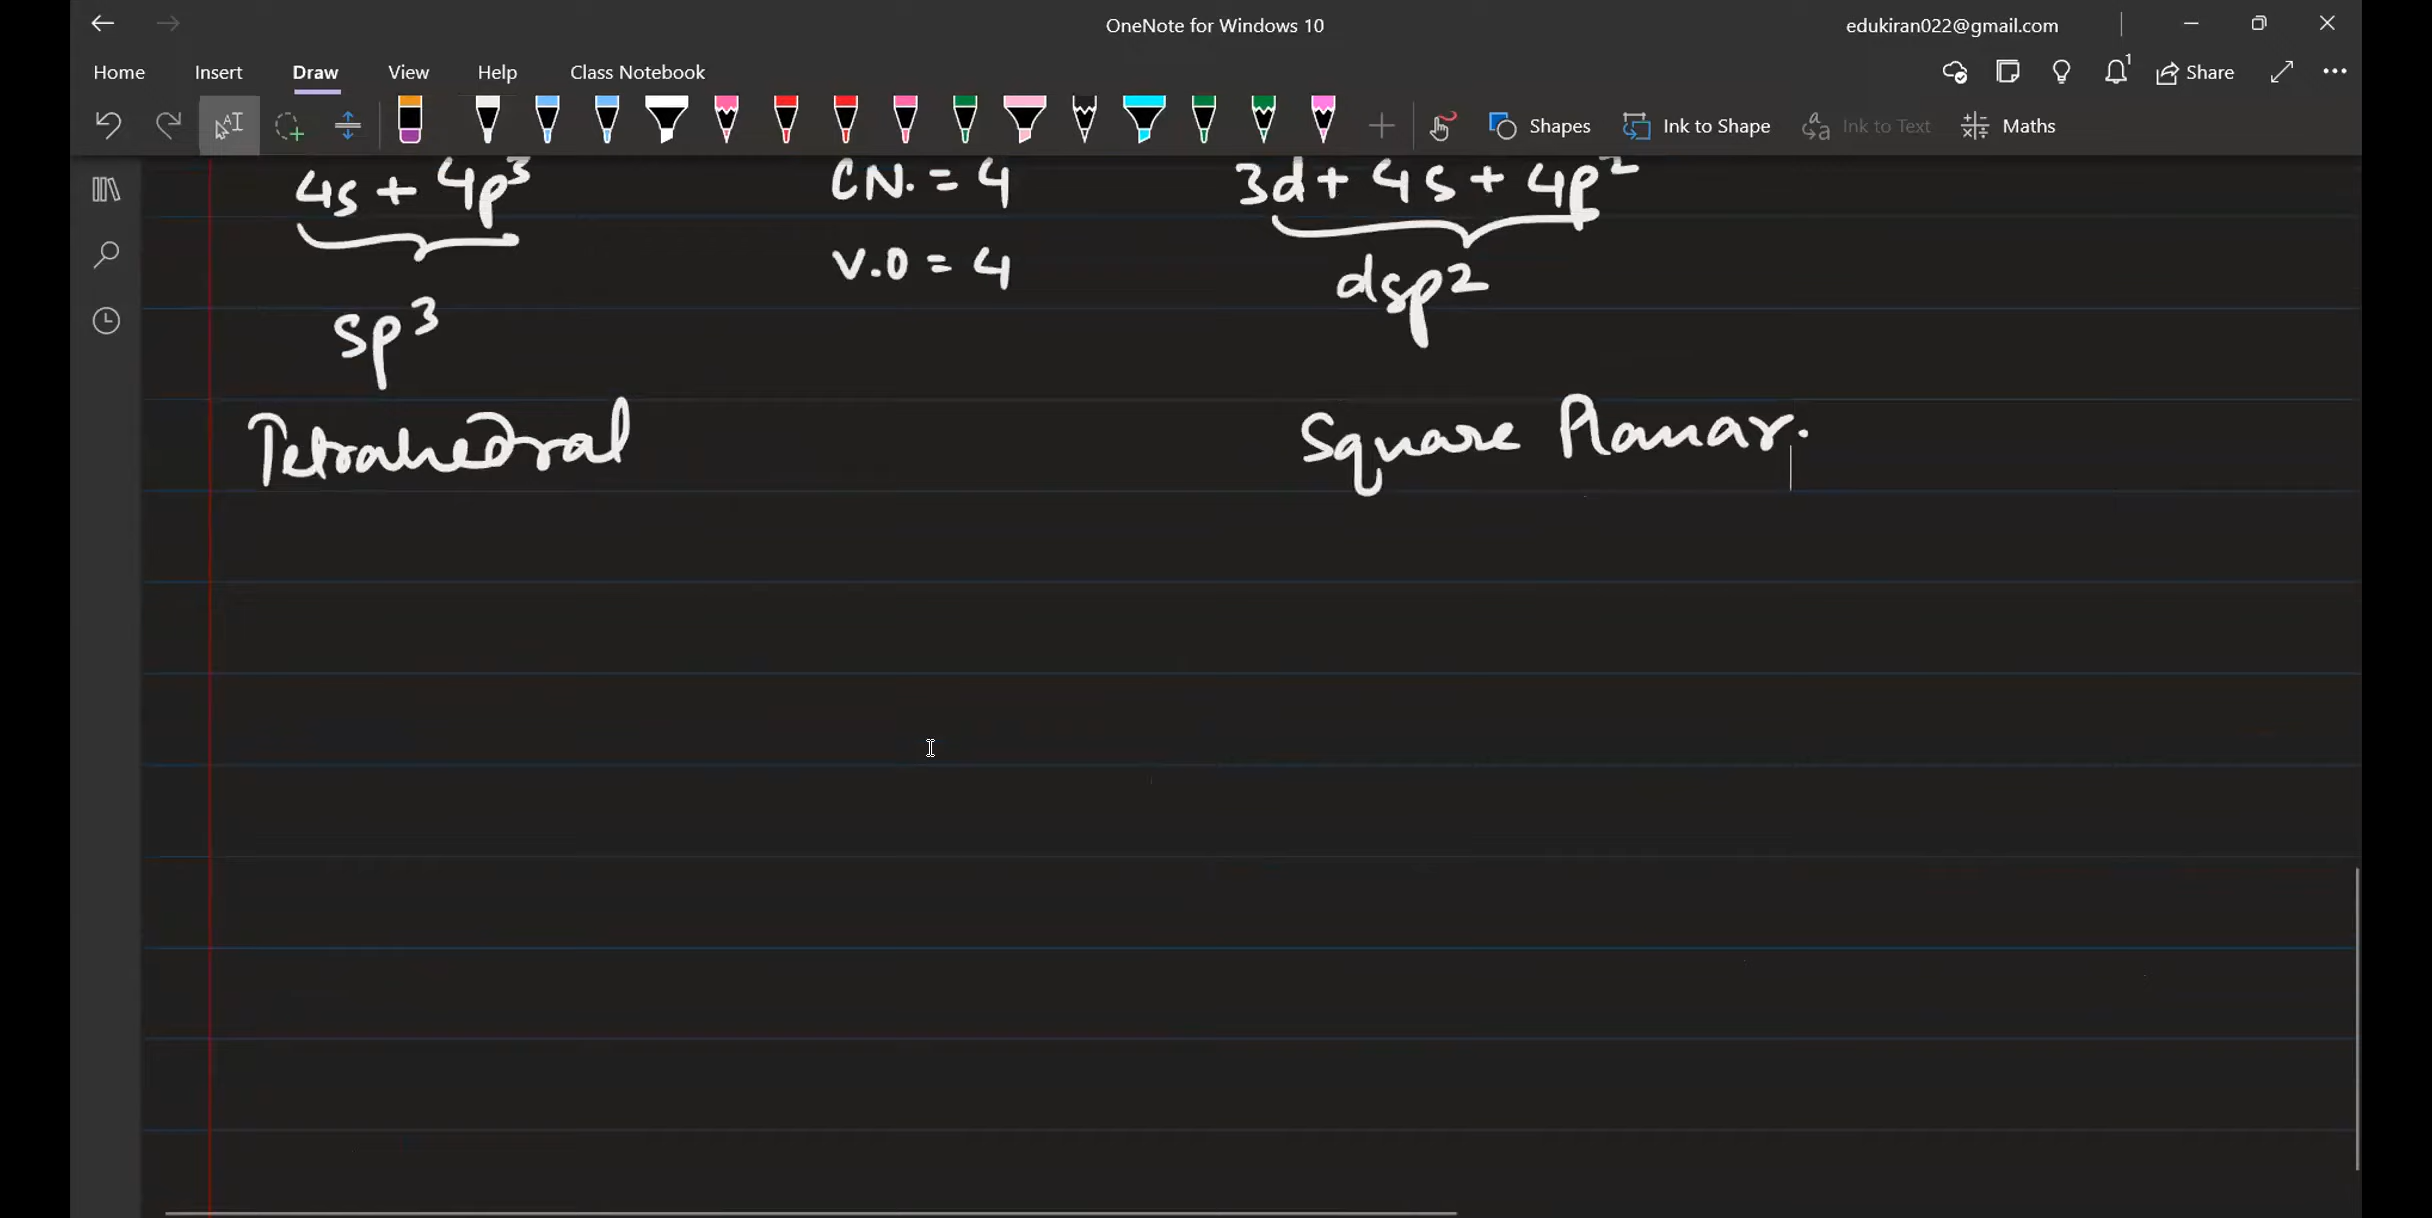 OneNote for Windows 10
edukiran022@gmail.com
Home Insert Draw View Help Class Notebook
Share
Shapes Ink to Shape Ink to Text Maths
4s + 4p³ CN. = 4 3d + 4s + 4p²
V.O = 4 dsp2
sp³
Tetrahedral Square Planar.